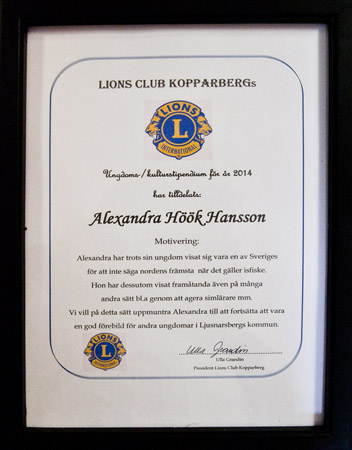 LIONS CLUB KOPPARBERGs
LIONS
L
INTERNATIONAL
Ungdoms-/kulturstipendium för år 2014
har tilldelats:
Alexandra Höök Hansson
Motivering:
Alexandra har trots sin ungdom visat sig vara en av Sveriges
för att inte säga nordens främsta när det gäller isfiske.
Hon har dessutom visat framåtanda även på många
andra sätt bl.a genom att agera simlärare mm.
Vi vill på detta sätt uppmuntra Alexandra till att fortsätta att vara
en god förebild för andra ungdomar i Ljusnarsbergs kommun.
LIONS
L
INTERNATIONAL
Ulla Grandin
Ulla Grandin
President Lions Club Kopparberg